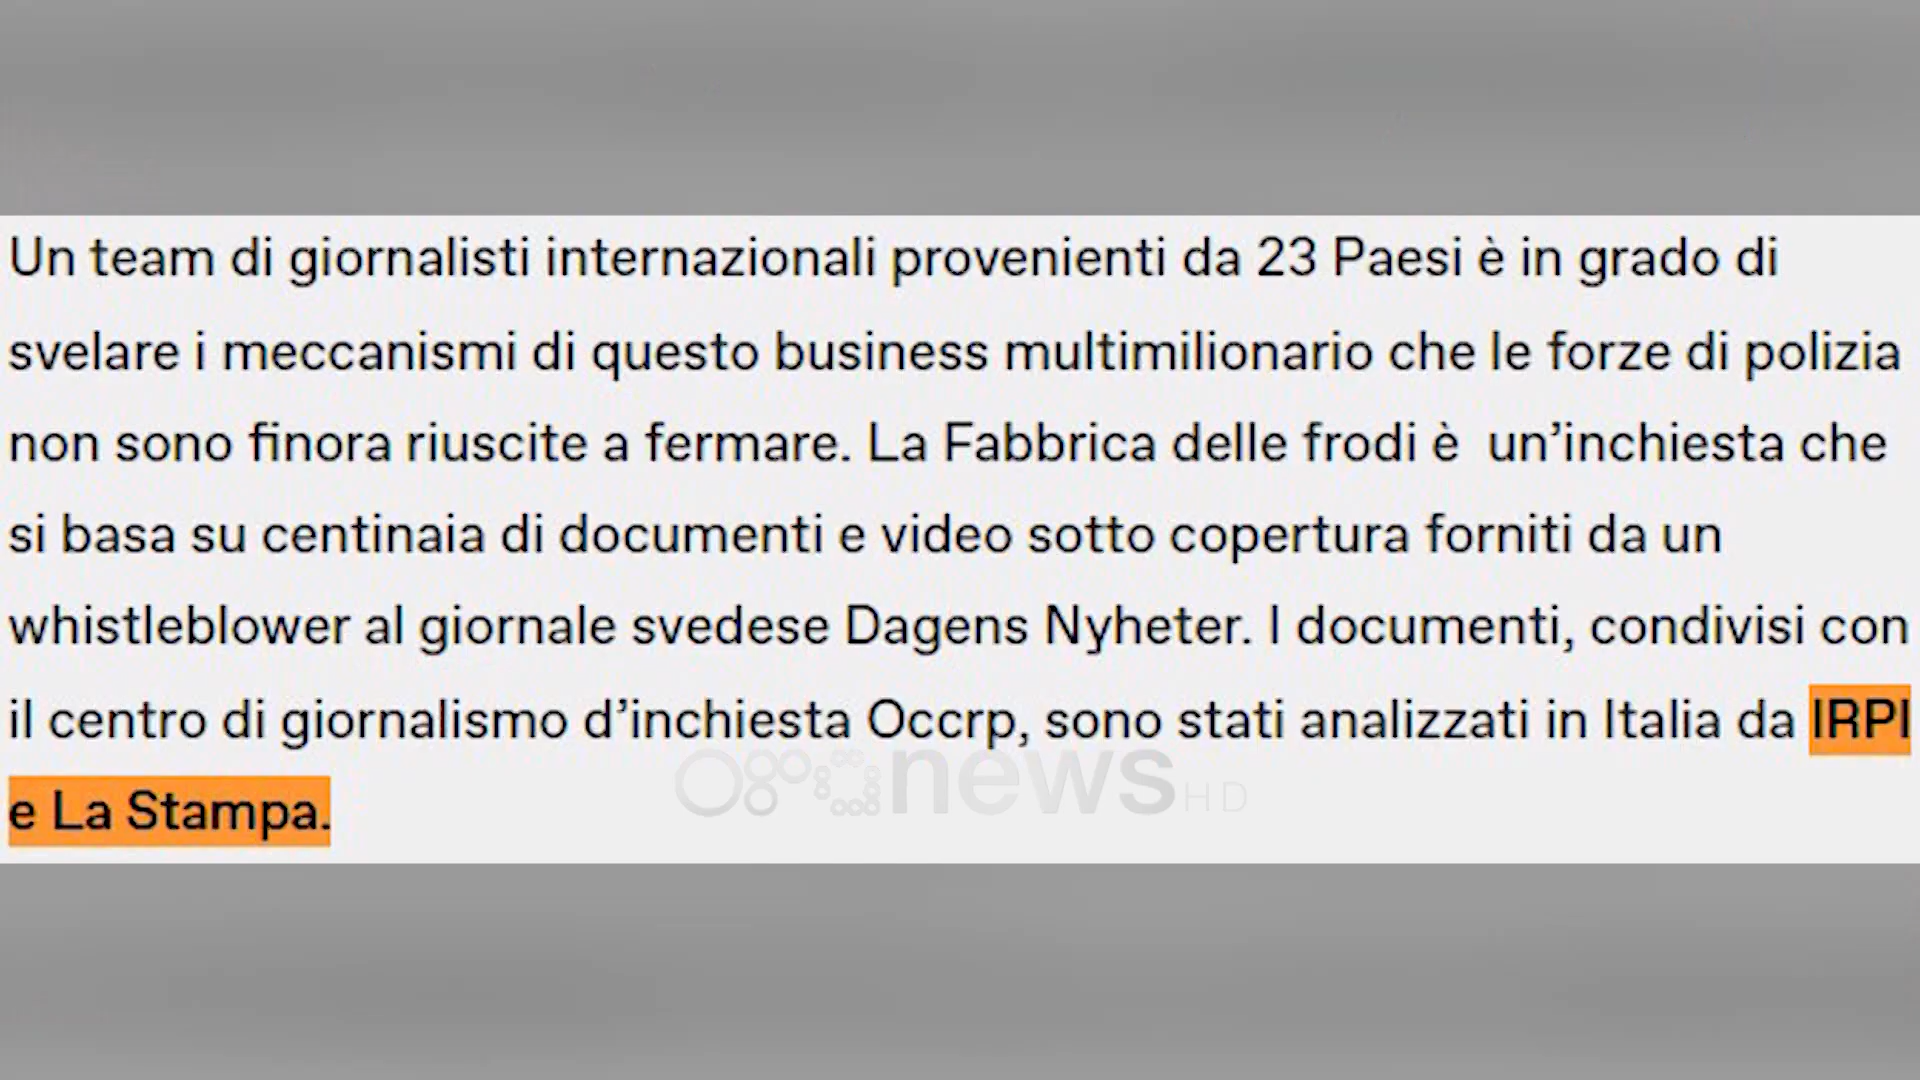 Un team di giornalisti internazionali provenienti da 23 Paesi è in grado di
svelare i meccanismi di questo business multimilionario che le forze di polizia
non sono finora riuscite a fermare. La Fabbrica delle frodi è un’inchiesta che
si basa su centinaia di documenti e video sotto copertura forniti da un
whistleblower al giornale svedese Dagens Nyheter. I documenti, condivisi con
il centro di giornalismo d’inchiesta Occrp, sono stati analizzati in Italia da IRPI
e La Stampa.
news HD